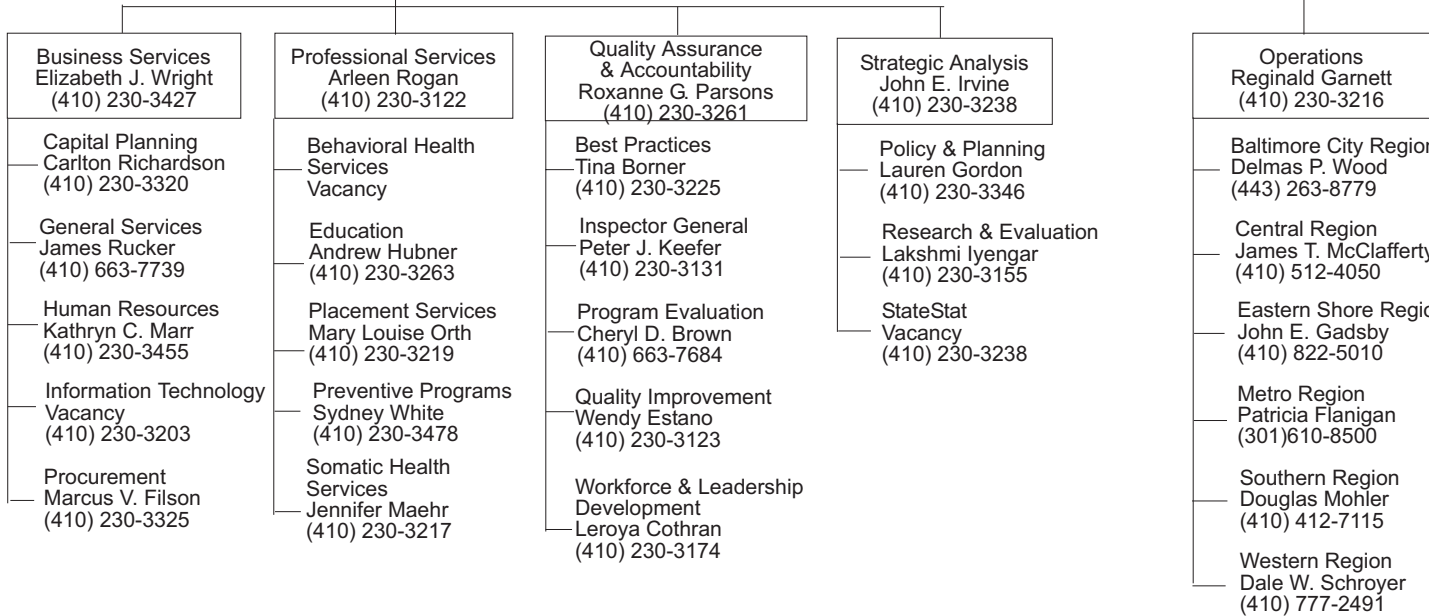 Business Services
Elizabeth J. Wright
(410) 230-3427
Capital Planning
Carlton Richardson
(410) 230-3320
General Services
James Rucker
(410) 663-7739
Human Resources
Kathryn C. Marr
(410) 230-3455
Information Technology
Vacancy
(410) 230-3203
Procurement
Marcus V. Filson
(410) 230-3325
Professional Services
Arleen Rogan
(410) 230-3122
Behavioral Health
Services
Vacancy
Education
Andrew Hubner
(410) 230-3263
Placement Services
Mary Louise Orth
(410) 230-3219
Preventive Programs
Sydney White
(410) 230-3478
Somatic Health
Services
Jennifer Maehr
(410) 230-3217
Quality Assurance
& Accountability
Roxanne G. Parsons
(410) 230-3261
Best Practices
Tina Borner
(410) 230-3225
Inspector General
Peter J. Keefer
(410) 230-3131
Program Evaluation
Cheryl D. Brown
(410) 663-7684
Quality Improvement
Wendy Estano
(410) 230-3123
Workforce & Leadership
Development
Leroya Cothran
(410) 230-3174
Strategic Analysis
John E. Irvine
(410) 230-3238
Policy & Planning
Lauren Gordon
(410) 230-3346
Research & Evaluation
Lakshmi Iyengar
(410) 230-3155
StateStat
Vacancy
(410) 230-3238
Operations
Reginald Garnett
(410) 230-3216
Baltimore City Region
Delmas P. Wood
(443) 263-8779
Central Region
James T. McClafferty
(410) 512-4050
Eastern Shore Regio
John E. Gadsby
(410) 822-5010
Metro Region
Patricia Flanigan
(301)610-8500
Southern Region
Douglas Mohler
(410) 412-7115
Western Region
Dale W. Schroyer
(410) 777-2491